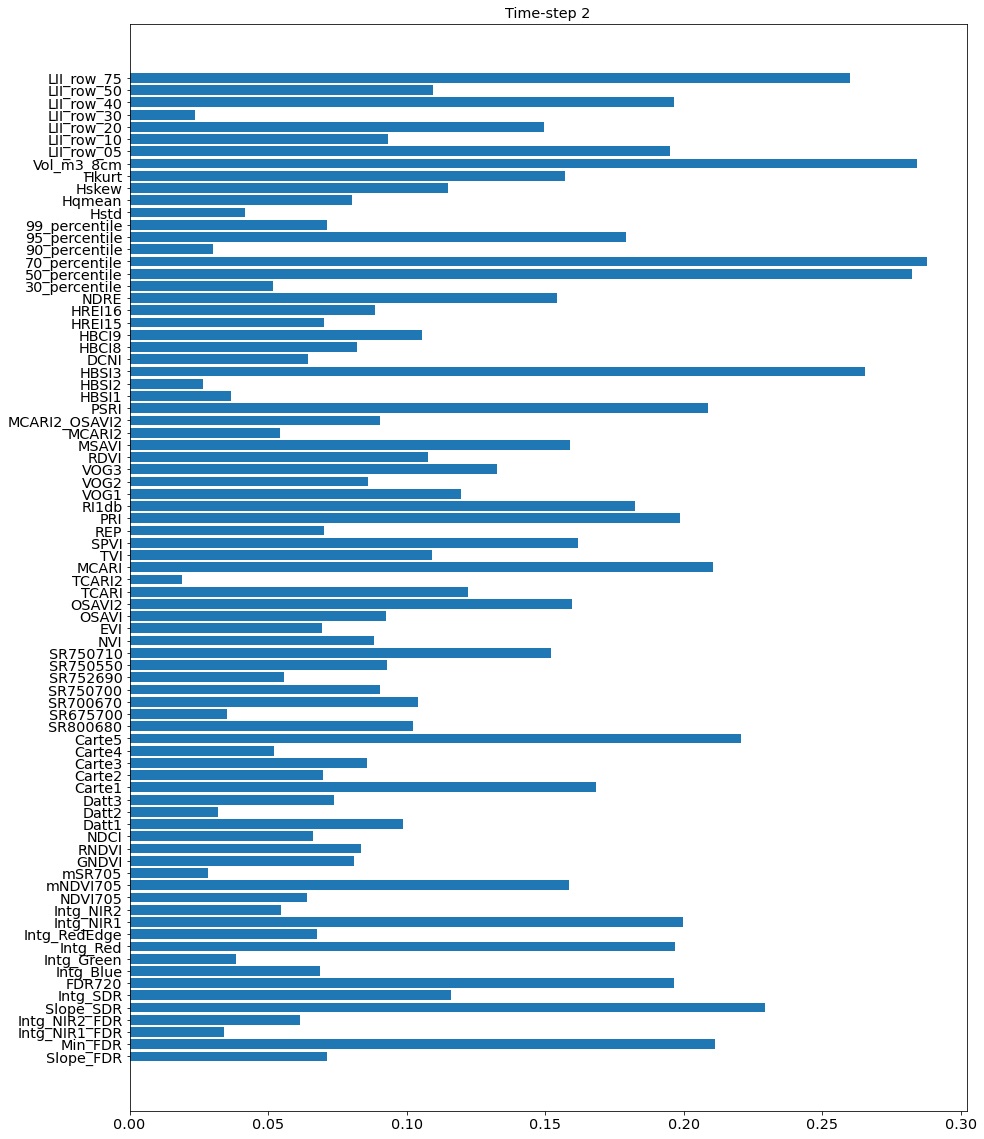 Time-step 2
LII_row_75
LII_row_50
LII_row_40
LII_row_30
LII_row_20
LII_row_10
LII_row_05
Vol_m3_8cm
Hkurt
Hskew
Hqmean
Hstd
99_percentile
95_percentile
90_percentile
70_percentile
50_percentile
30_percentile
NDRE
HREI16
HREI15
HBCI9
HBCI8
DCNI
HBSI3
HBSI2
HBSI1
PSRI
MCARI2_OSAVI2
MCARI2
MSAVI
RDVI
VOG3
VOG2
VOG1
RI1db
PRI
REP
SPVI
TVI
MCARI
TCARI2
TCARI
OSAVI2
OSAVI
EVI
NVI
SR750710
SR750550
SR752690
SR750700
SR700670
SR675700
SR800680
Carte5
Carte4
Carte3
Carte2
Carte1
Datt3
Datt2
Datt1
NDCI
RNDVI
GNDVI
mSR705
mNDVI705
NDVI705
Intg_NIR2
Intg_NIR1
Intg_RedEdge
Intg_Red
Intg_Green
Intg_Blue
FDR720
Intg_SDR
Slope_SDR
Intg_NIR2_FDR
Intg_NIR1_FDR
Min_FDR
Slope_FDR
0.00 0.05 0.10 0.15 0.20 0.25 0.30